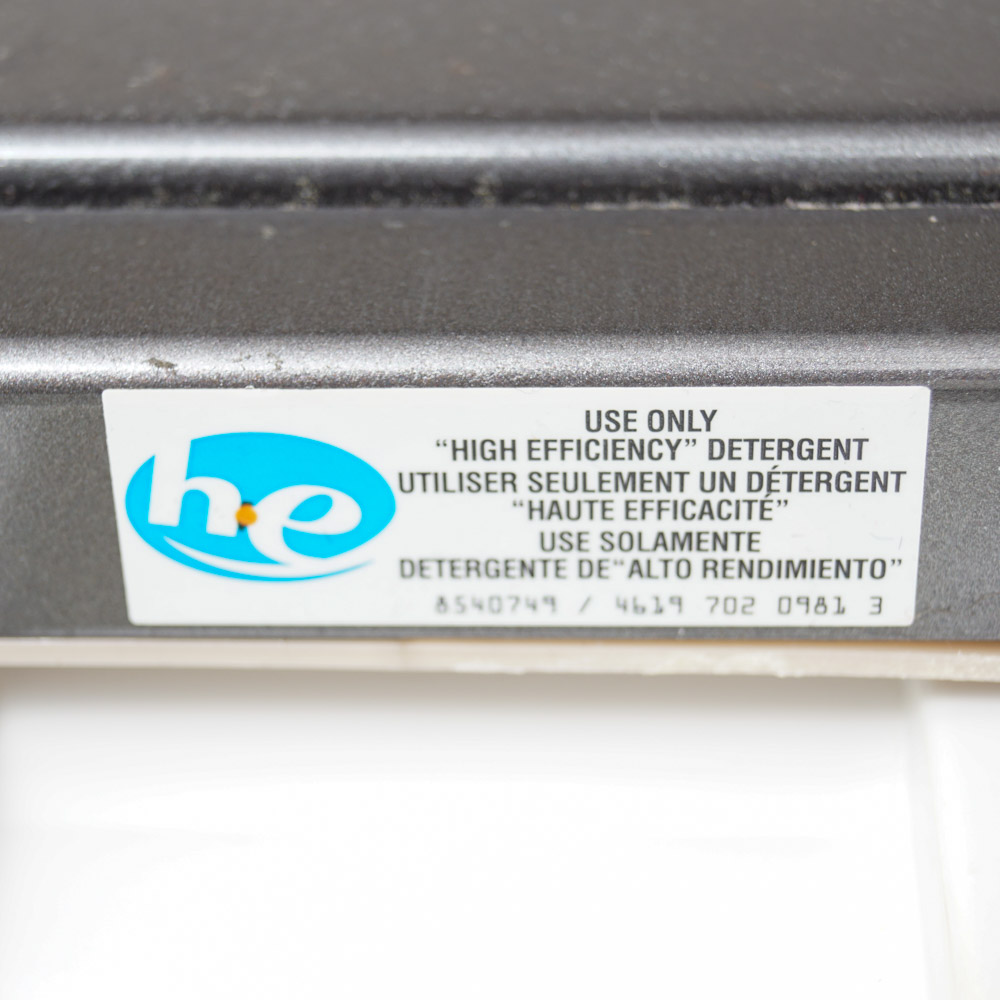 he
USE ONLY
“HIGH EFFICIENCY” DETERGENT
UTILISER SEULEMENT UN DÉTERGENT
“HAUTE EFFICACITÉ”
USE SOLAMENTE
DETERGENTE DE“ALTO RENDIMIENTO”
8540749 / 4619 702 0981 3